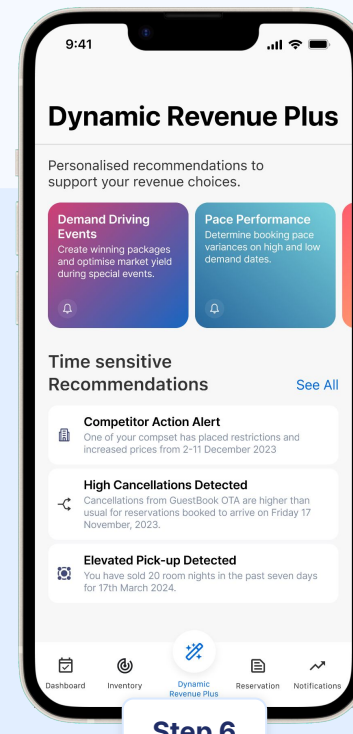 9:41
Dynamic Revenue Plus
Personalised recommendations to
support your revenue choices.
Demand Driving
Events
Create winning packages
and optimise market yield
during special events.
Pace Performance
Determine booking pace
variances on high and low
demand dates.
Time sensitive
Recommendations
See All
Competitor Action Alert
One of your compset has placed restrictions and
increased prices from 2-11 December 2023
High Cancellations Detected
Cancellations from GuestBook OTA are higher than
usual for reservations booked to arrive on Friday 17
November, 2023.
Elevated Pick-up Detected
You have sold 20 room nights in the past seven days
for 17th March 2024.
Dashboard
Inventory
Dynamic
Revenue Plus
Reservation
Notifications
Step 6